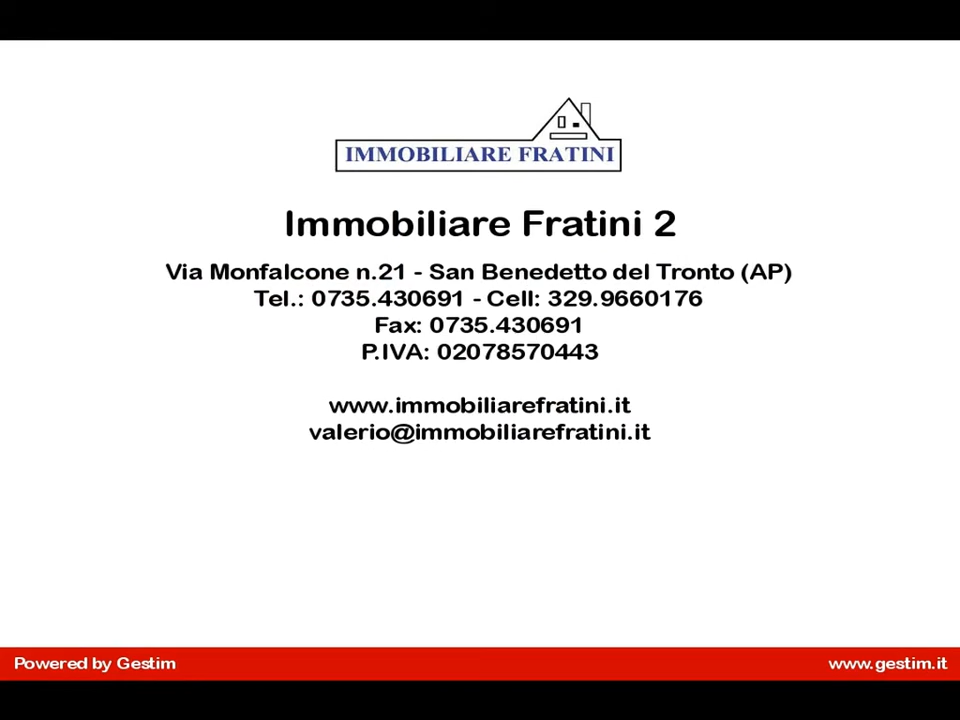 IMMOBILIARE FRATINI
Immobiliare Fratini 2
Via Monfalcone n.21 - San Benedetto del Tronto (AP)
Tel.: 0735.430691 - Cell: 329.9660176
Fax: 0735.430691
P.IVA: 02078570443
www.immobiliarefratini.it
valerio@immobiliarefratini.it
Powered by Gestim
www.gestim.it